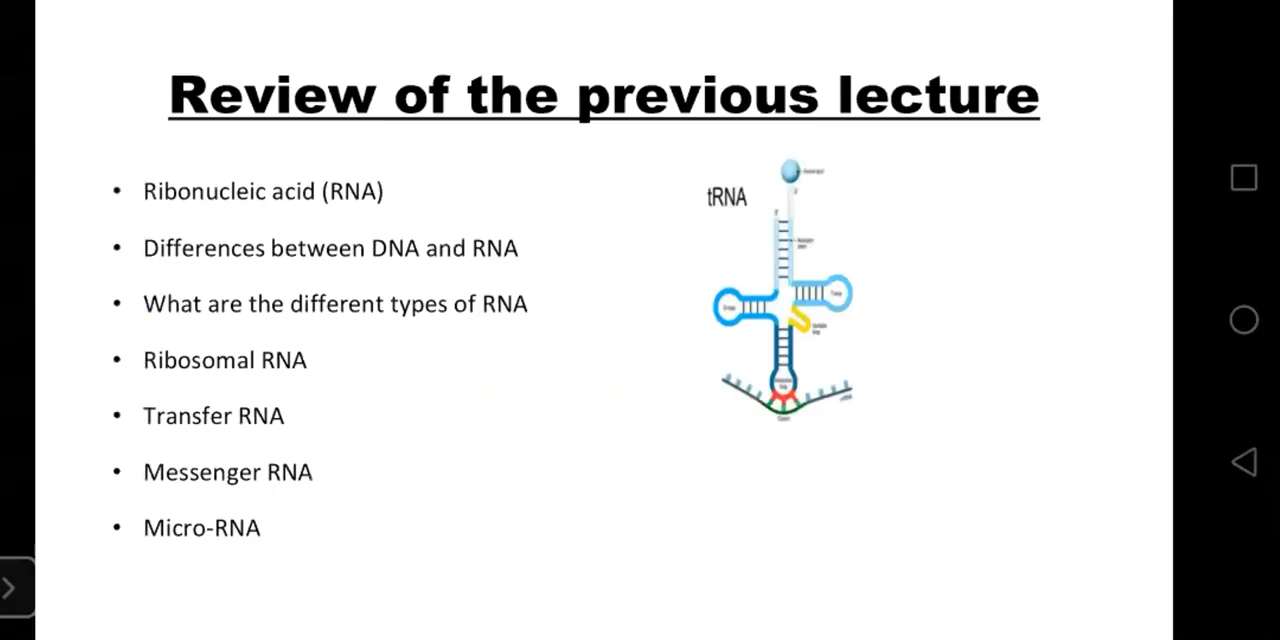 Review of the previous lecture
• Ribonucleic acid (RNA)
• Differences between DNA and RNA
• What are the different types of RNA
• Ribosomal RNA
• Transfer RNA
• Messenger RNA
• Micro-RNA
tRNA